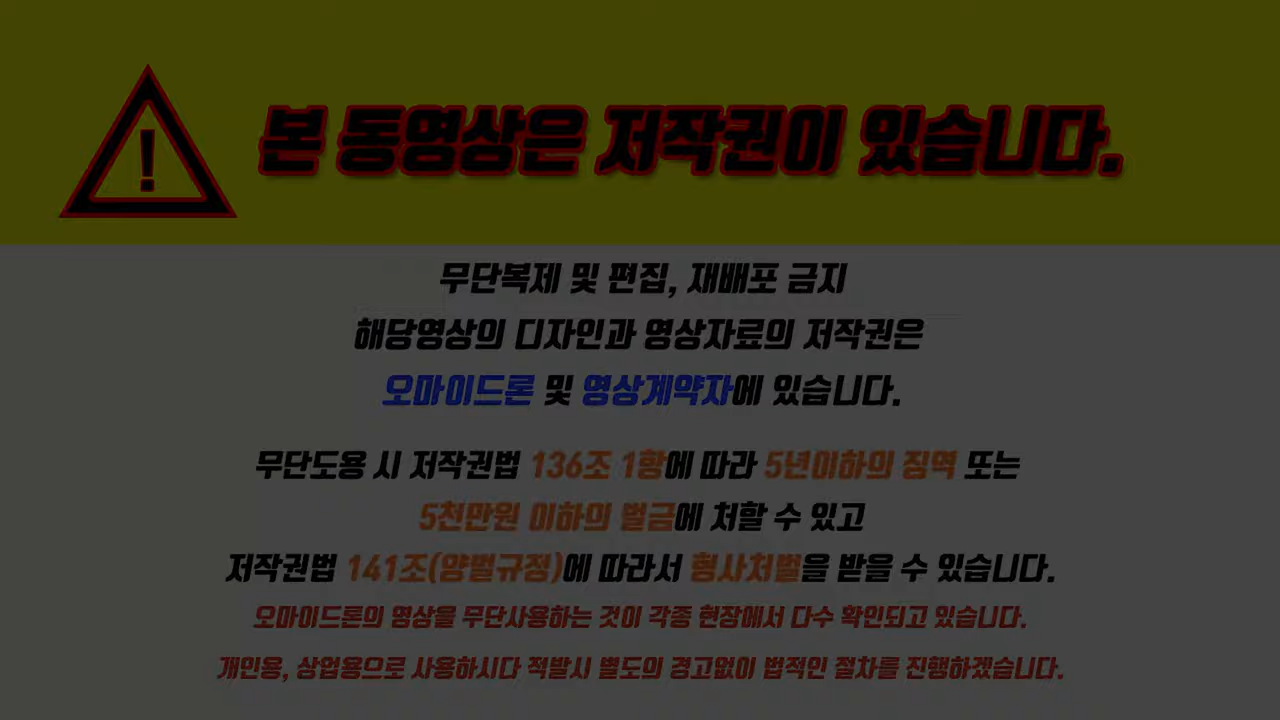 본 동영상은 저작권이 있습니다.
무단복제 및 편집, 재배포 금지
해당영상의 디자인과 영상자료의 저작권은
오마이드론 및 영상계약자에 있습니다.
무단도용 시 저작권법 136조 1항에 따라 5년이하의 징역 또는
5천만원 이하의 벌금에 처할 수 있고
저작권법 141조(양벌규정)에 따라서 형사처벌을 받을 수 있습니다.
오마이드론의 영상을 무단사용하는 것이 각종 현장에서 다수 확인되고 있습니다.
개인용, 상업용으로 사용하시다 적발시 별도의 경고없이 법적인 절차를 진행하겠습니다.